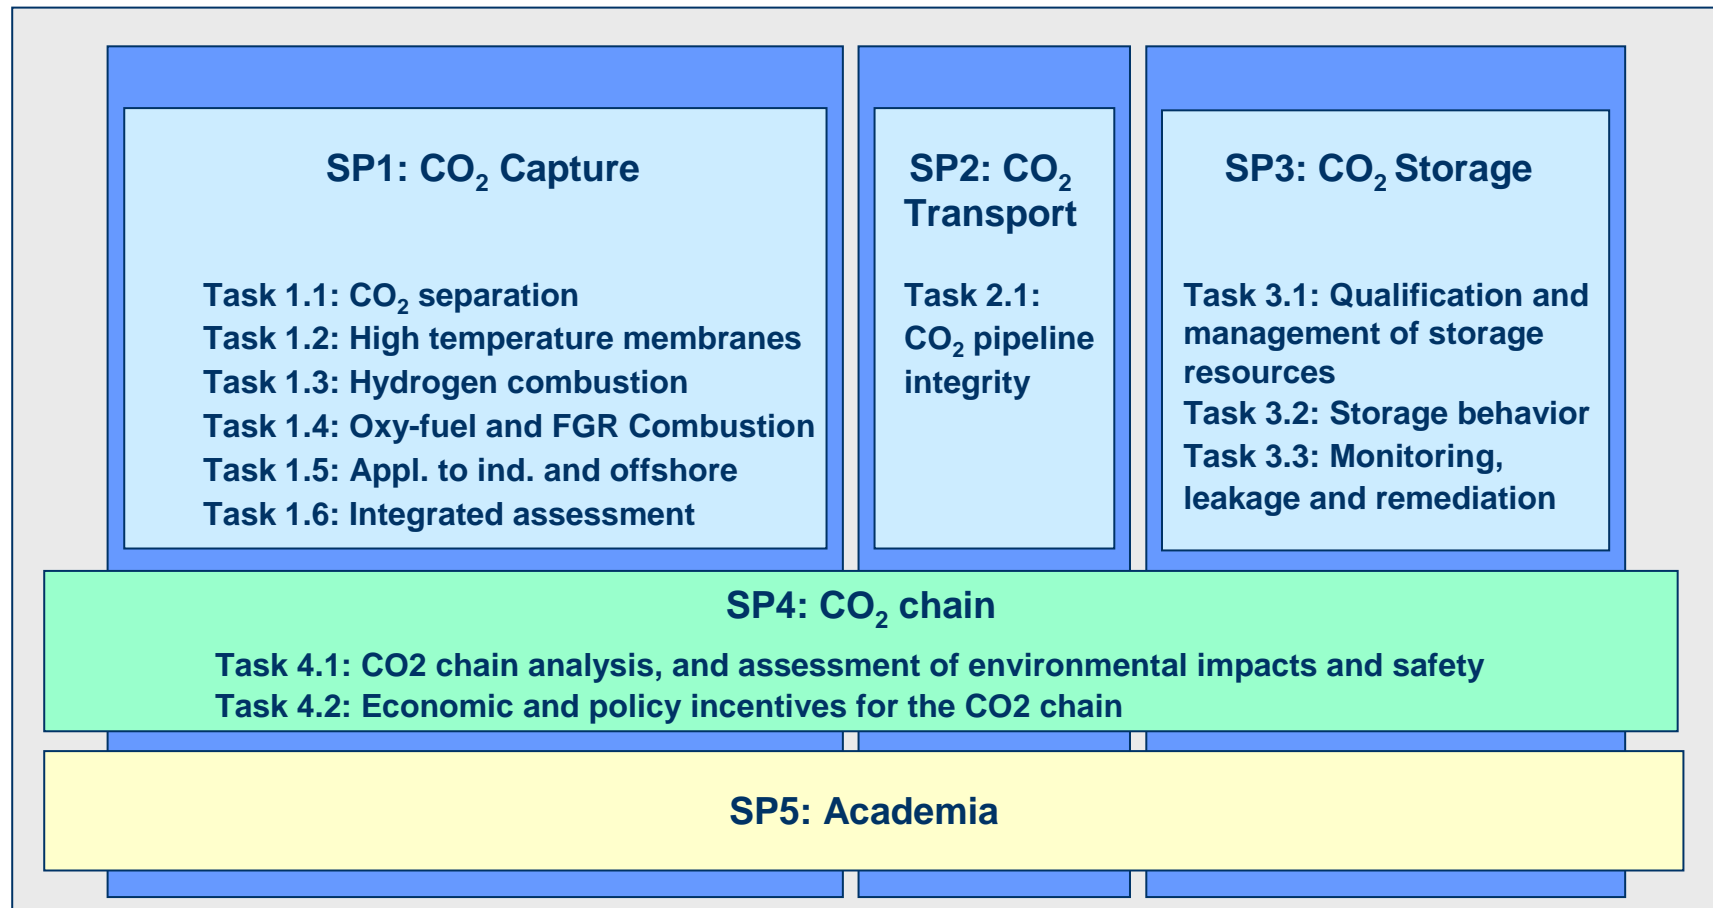 SP1: CO₂ Capture
Task 1.1: CO₂ separation
Task 1.2: High temperature membranes
Task 1.3: Hydrogen combustion
Task 1.4: Oxy-fuel and FGR Combustion
Task 1.5: Appl. to ind. and offshore
Task 1.6: Integrated assessment
SP2: CO₂
Transport
Task 2.1:
CO₂ pipeline
integrity
SP3: CO₂ Storage
Task 3.1: Qualification and
management of storage
resources
Task 3.2: Storage behavior
Task 3.3: Monitoring,
leakage and remediation
SP4: CO₂ chain
Task 4.1: CO2 chain analysis, and assessment of environmental impacts and safety
Task 4.2: Economic and policy incentives for the CO2 chain
SP5: Academia